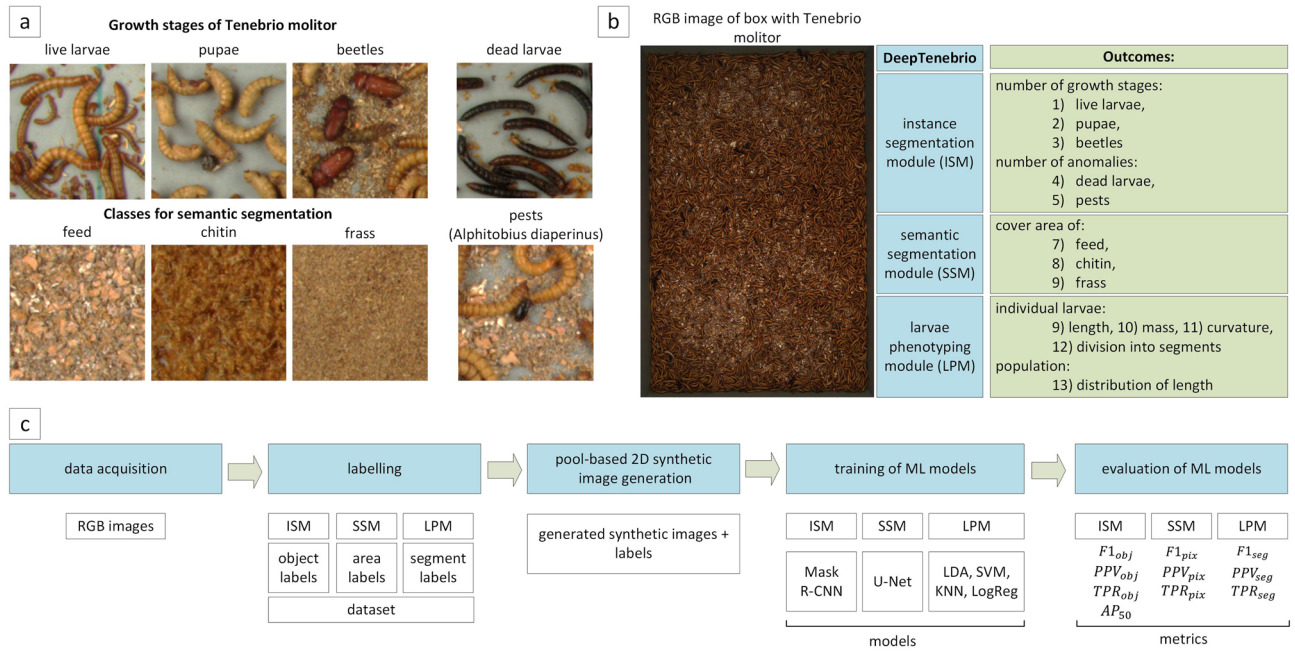 a
Growth stages of Tenebrio molitor
live larvae
pupae
beetles
dead larvae
Classes for semantic segmentation
feed
chitin
frass
pests
(Alphitobius diaperinus)
b
RGB image of box with Tenebrio
molitor
DeepTenebrio
Outcomes:
instance
segmentation
module (ISM)
number of growth stages:
1) live larvae,
2) pupae,
3) beetles
number of anomalies:
4) dead larvae,
5) pests
semantic
segmentation
module (SSM)
cover area of:
7) feed,
8) chitin,
9) frass
larvae
phenotyping
module (LPM)
individual larvae:
9) length, 10) mass, 11) curvature,
12) division into segments
population:
13) distribution of length
c
data acquisition
labelling
pool-based 2D synthetic
image generation
training of ML models
evaluation of ML models
RGB images
ISM
SSM
LPM
object
labels
area
labels
segment
labels
dataset
generated synthetic images +
labels
ISM
SSM
LPM
Mask
R-CNN
U-Net
LDA, SVM,
KNN, LogReg
models
ISM
SSM
LPM
F1obj
F1pix
F1seg
PPVobj
PPVpix
PPVseg
TPRobj
TPRpix
TPRseg
AP50
metrics